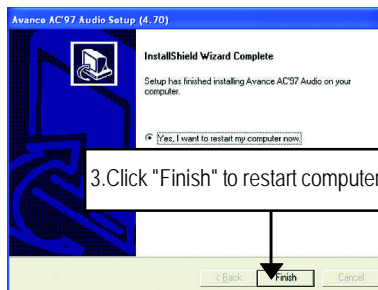 Avance AC'97 Audio Setup (4.70)
InstallShield Wizard Complete
Setup has finished installing Avance AC'97 Audio on your
computer.
Yes, I want to restart my computer now.
3.Click "Finish" to restart computer
< Back
Finish
Cancel